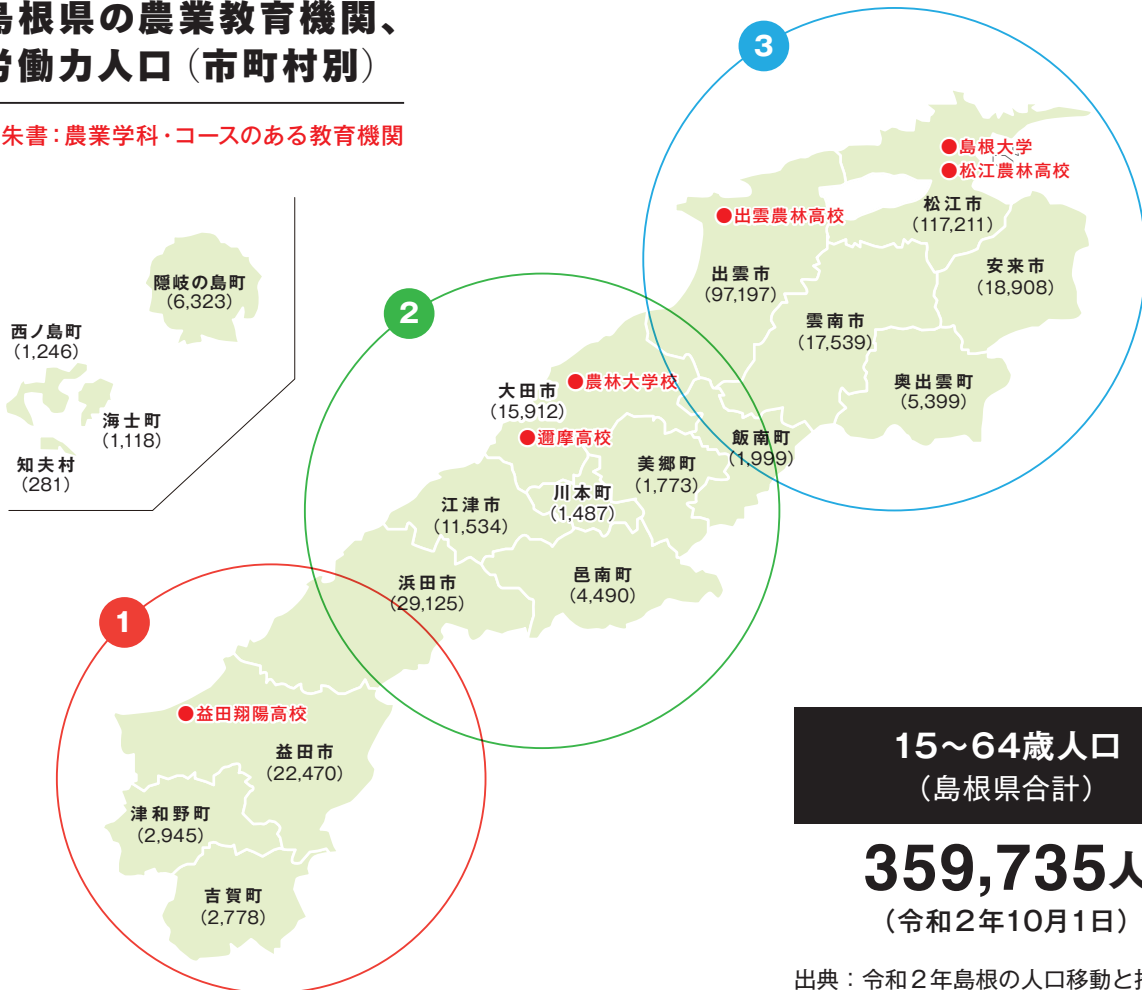 島根県の農業教育機関、
労働力人口（市町村別）
朱書：農業学科・コースのある教育機関
隠岐の島町
(6,323)
西ノ島町
(1,246)
海士町
(1,118)
知夫村
(281)
3
島根大学
松江農林高校
松江市
(117,211)
出雲農林高校
出雲市
(97,197)
安来市
(18,908)
雲南市
(17,539)
奥出雲町
(5,399)
2
農林大学校
大田市
(15,912)
邇摩高校
飯南町
(1,999)
美郷町
(1,773)
川本町
(1,487)
江津市
(11,534)
浜田市
(29,125)
邑南町
(4,490)
1
益田翔陽高校
益田市
(22,470)
津和野町
(2,945)
吉賀町
(2,778)
15～64歳人口
（島根県合計）
359,735人
（令和2年10月1日）
出典：令和2年島根の人口移動と